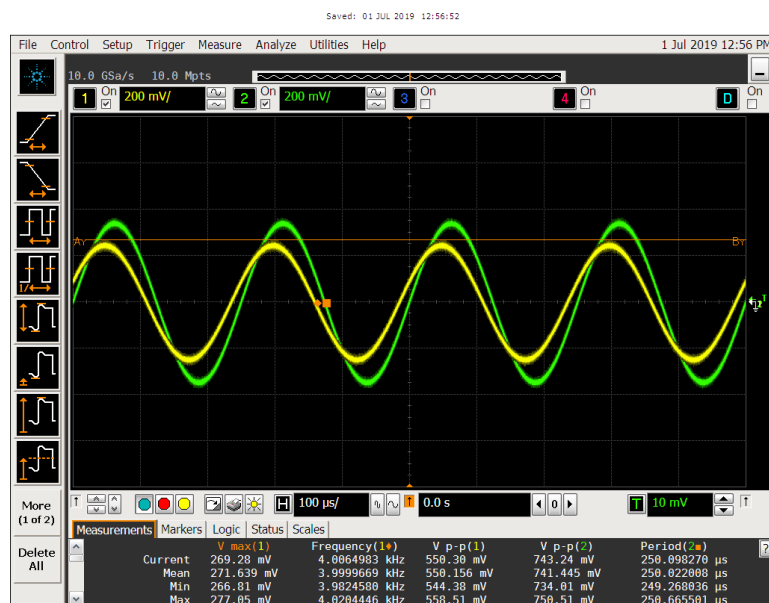 Saved: 01 JUL 2019 12:56:52
File Control Setup Trigger Measure Analyze Utilities Help 1 Jul 2019 12:56 PM
10.0 GSa/s 10.0 Mpts
1 On 200 mV/ 2 On 200 mV/ 3 On 4 On D On
AY BY
T
1/
More
(1 of 2)
Delete
All
H 100 µs/ 0.0 s 0 T 10 mV
Measurements Markers Logic Status Scales
V max(1) Frequency(1♦) V p-p(1) V p-p(2) Period(2■)
Current 269.28 mV 4.0064983 kHz 550.30 mV 743.24 mV 250.098270 µs
Mean 271.639 mV 3.9999669 kHz 550.156 mV 741.445 mV 250.022008 µs
Min 266.81 mV 3.9824580 kHz 544.38 mV 734.01 mV 249.268036 µs
Max 277.05 mV 4.0204446 kHz 558.51 mV 750.51 mV 250.665501 µs
?